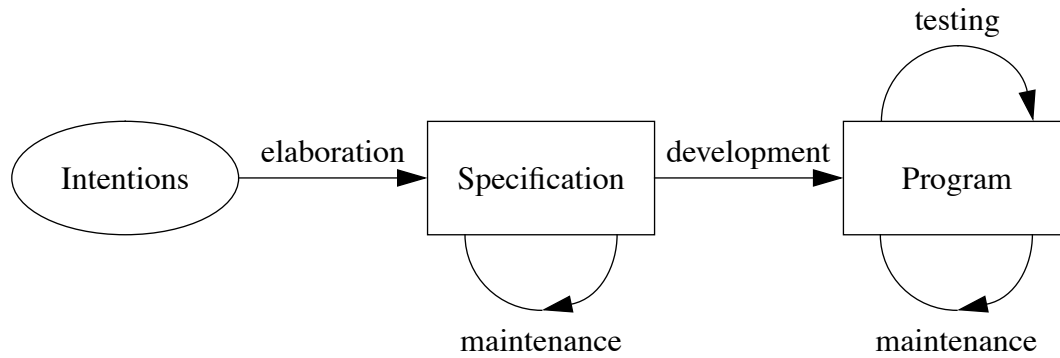 testing
Intentions
elaboration
Specification
development
Program
maintenance
maintenance